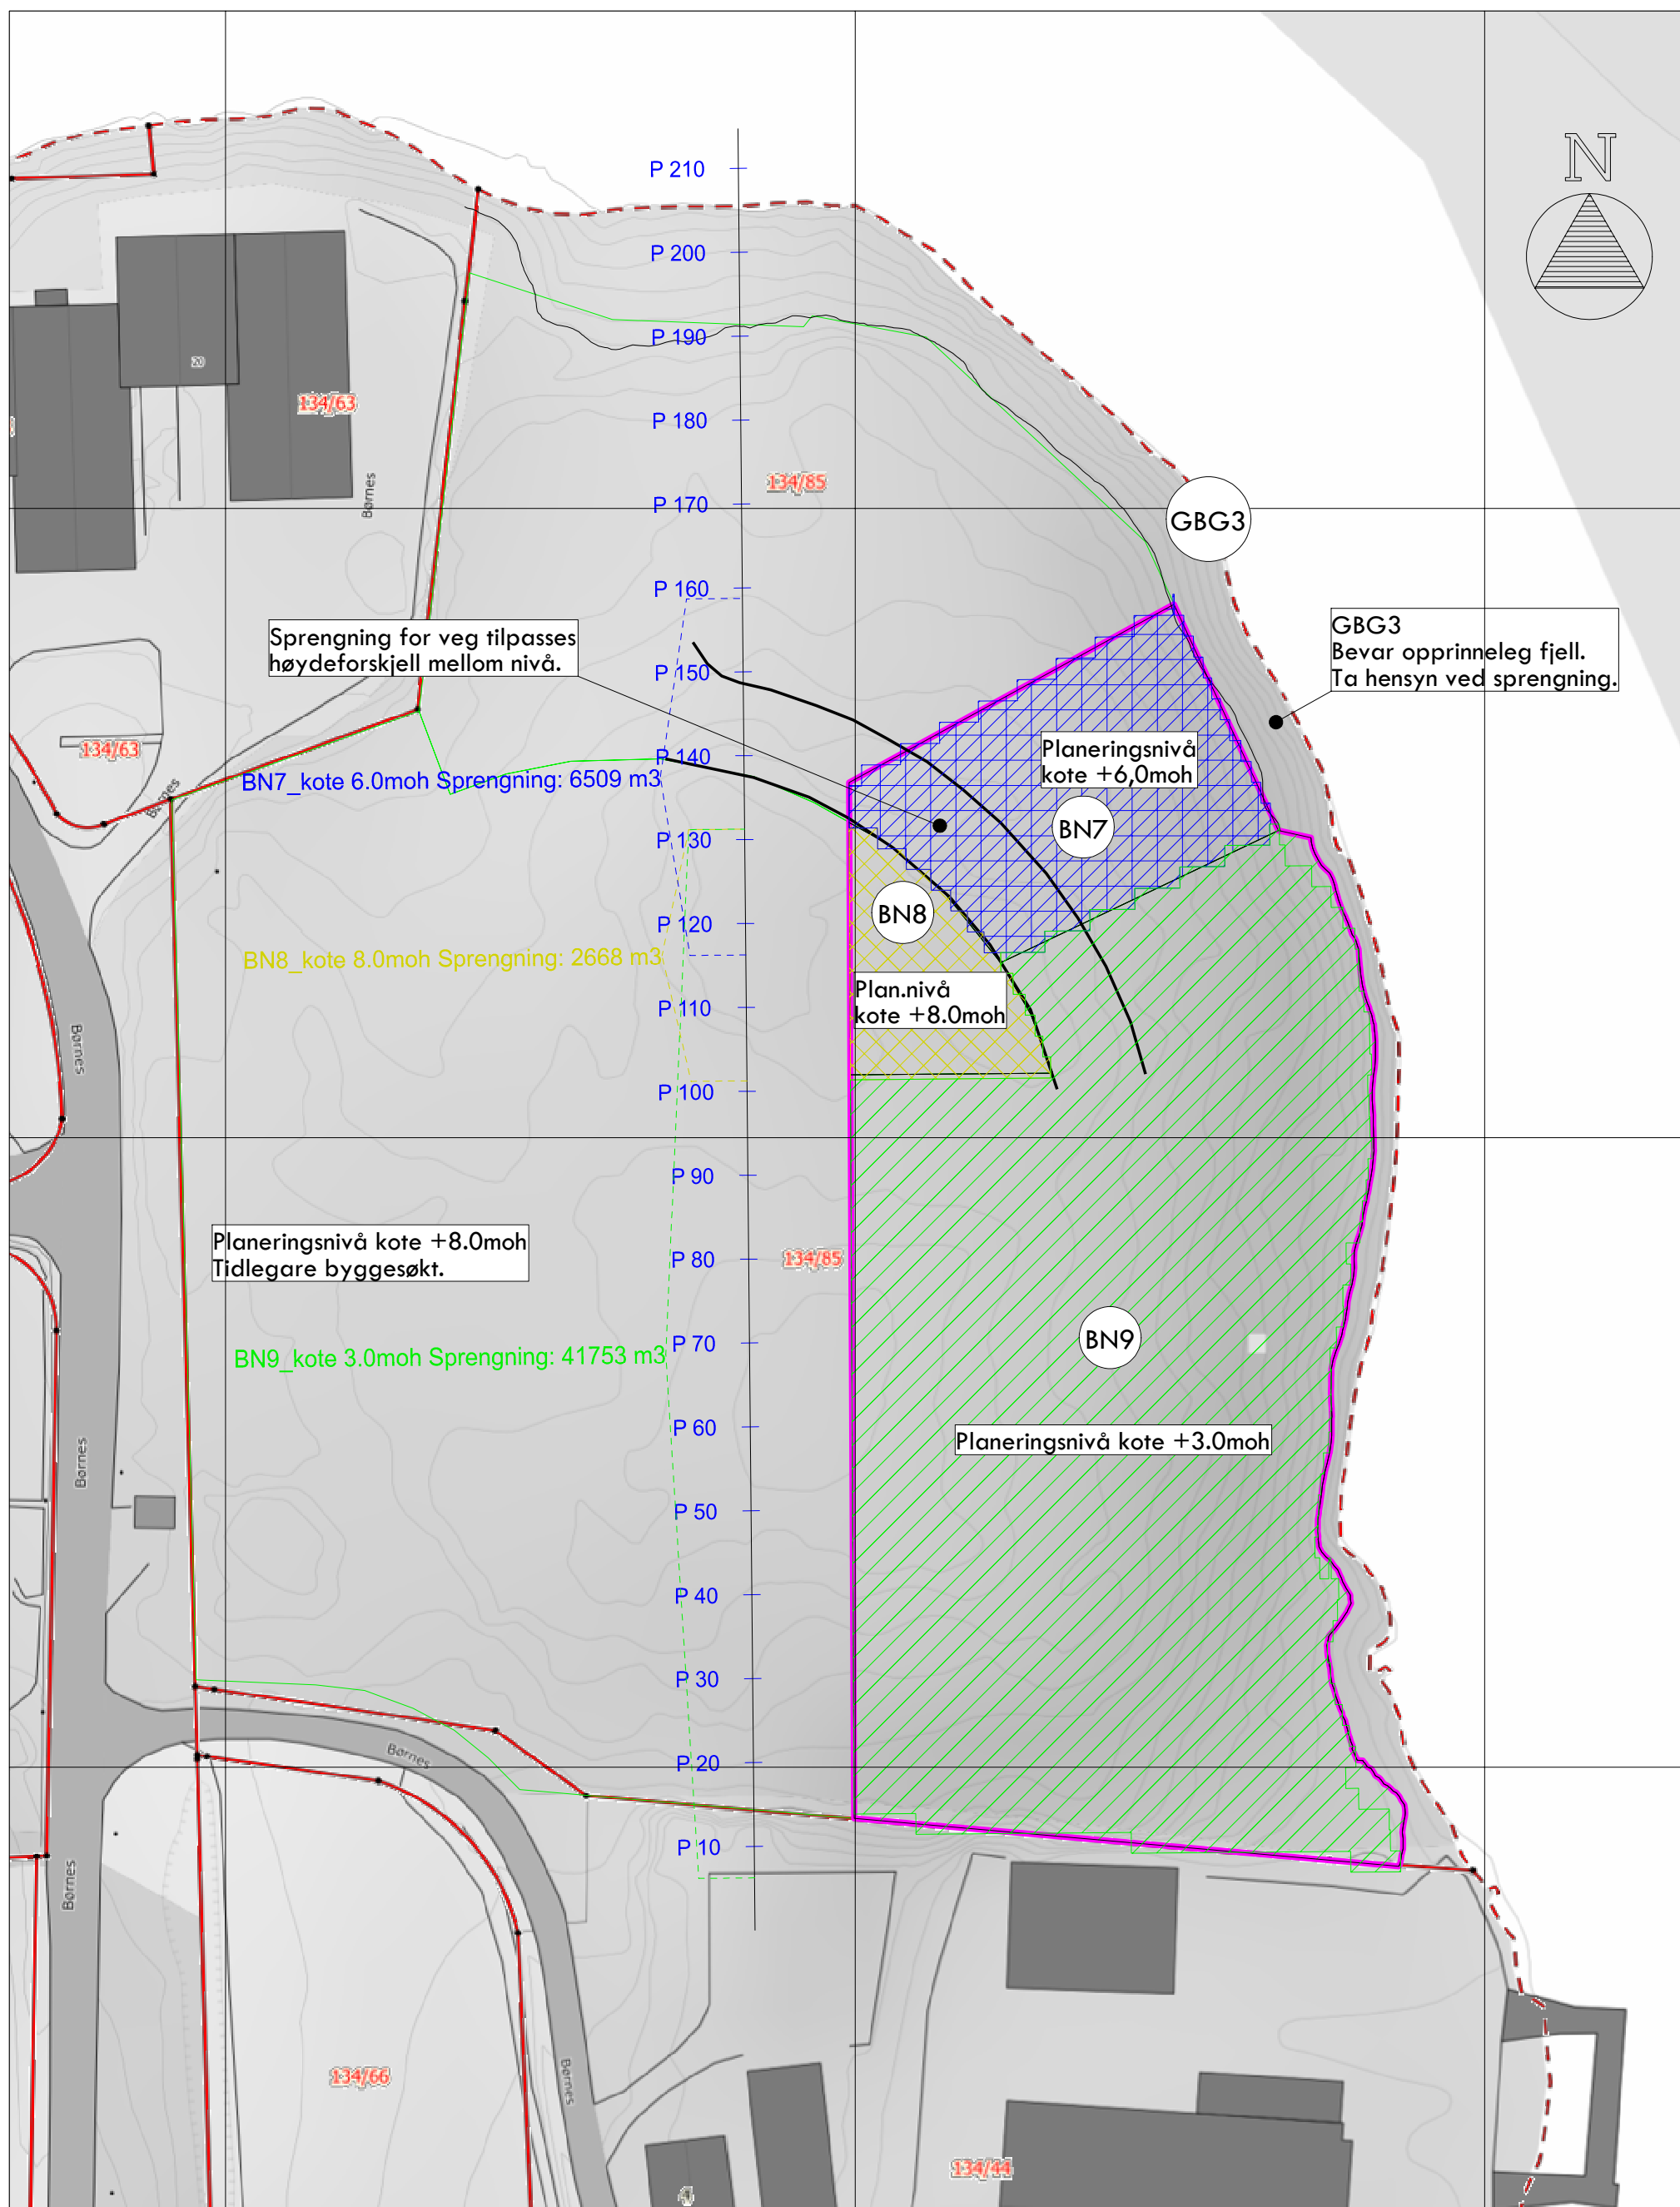 N
P 210
P 200
P 190
P 180
P 170
P 160
P 150
P 140
P 130
P 120
P 110
P 100
P 90
P 80
P 70
P 60
P 50
P 40
P 30
P 20
P 10
20
134/63
Børnes
134/85
GBG3
GBG3
Bevar opprinneleg fjell.
Ta hensyn ved sprengning.
Sprengning for veg tilpasses
høydeforskjell mellom nivå.
134/63
Børnes
BN7_kote 6.0moh Sprengning: 6509 m3
Planeringsnivå
kote +6,0moh
BN7
BN8
BN8_kote 8.0moh Sprengning: 2668 m3
Plan.nivå
kote +8.0moh
Børnes
Planeringsnivå kote +8.0moh
Tidlegare byggesøkt.
134/85
BN9_kote 3.0moh Sprengning: 41753 m3
BN9
Planeringsnivå kote +3.0moh
Børnes
Børnes
Børnes
134/66
Børnes
134/44
4